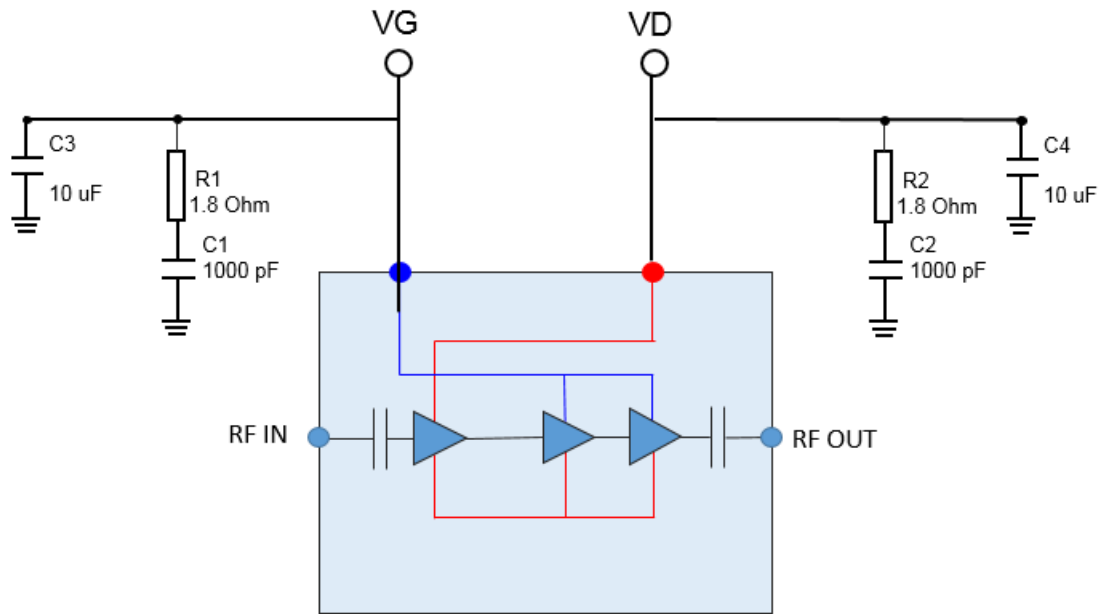 VG
VD
C3
10 uF
R1
1.8 Ohm
C1
1000 pF
R2
1.8 Ohm
C2
1000 pF
C4
10 uF
RF IN
RF OUT